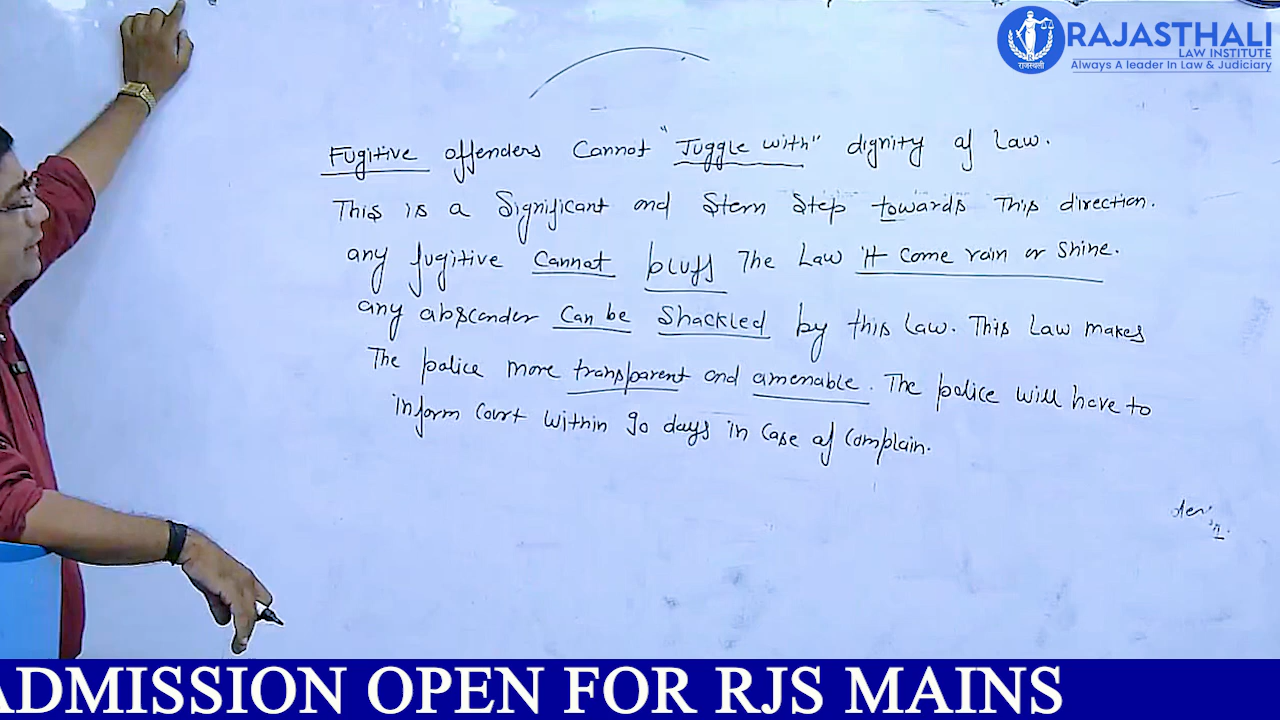 RAJASTHALI
LAW INSTITUTE
Always A leader In Law & Judiciary
राजस्थली
Fugitive offenders Cannot "Juggle with" dignity of Law.
This is a Significant and Stern Step towards This direction.
any fugitive Cannot bluff The Law it come rain or shine.
any absconder Can be Shackled by this Law. This Law makes
The police more transparent and amenable. The police will have to
inform Court within 90 days in Case of Complain.
ADMISSION OPEN FOR RJS MAINS